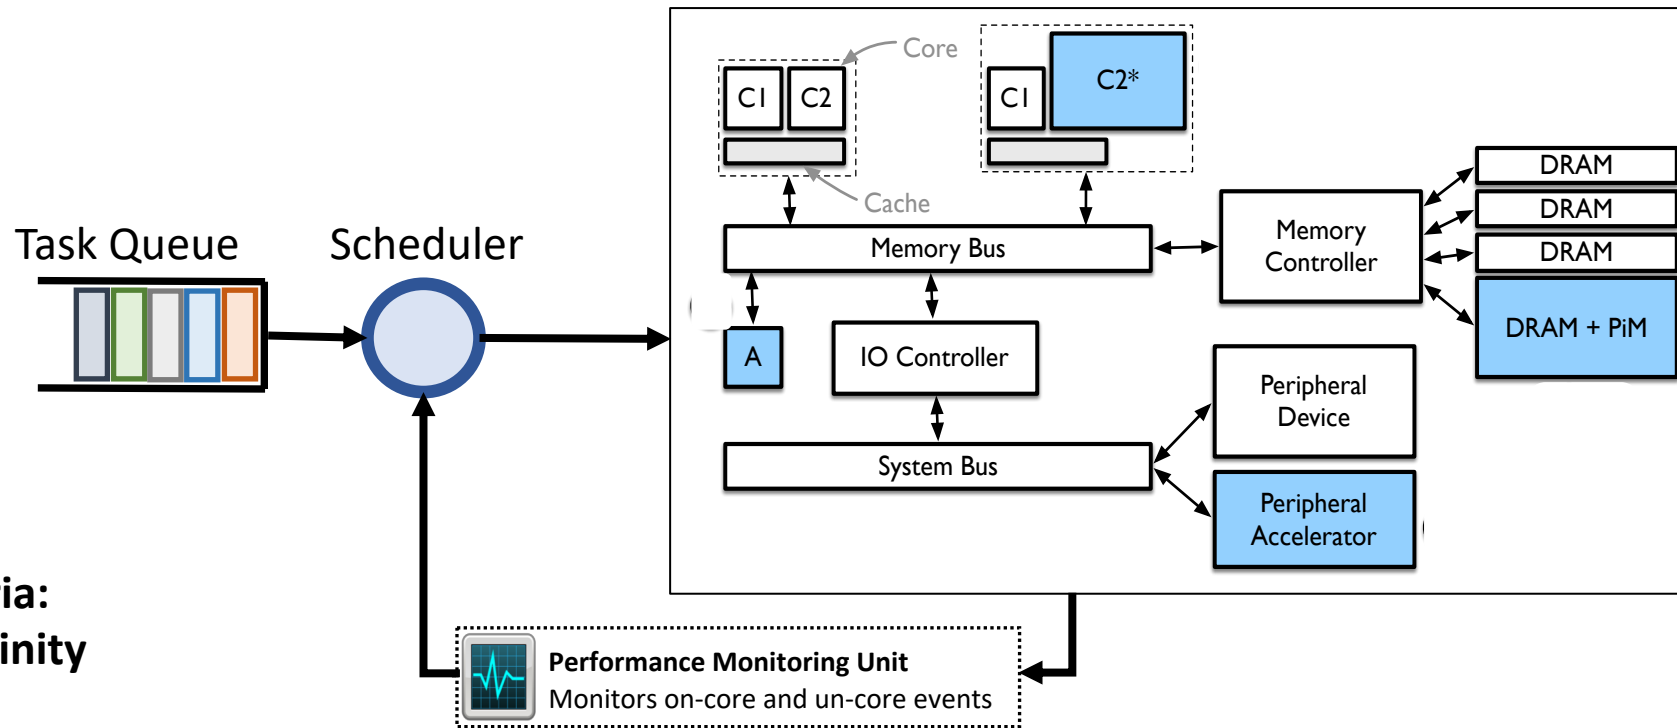 Core
C1
C2
C1
C2*
Cache
DRAM
DRAM
DRAM
DRAM + PiM
Memory
Controller
Memory Bus
Task Queue
Scheduler
A
IO Controller
Peripheral
Device
System Bus
Peripheral
Accelerator
ia:
inity
Performance Monitoring Unit
Monitors on-core and un-core events